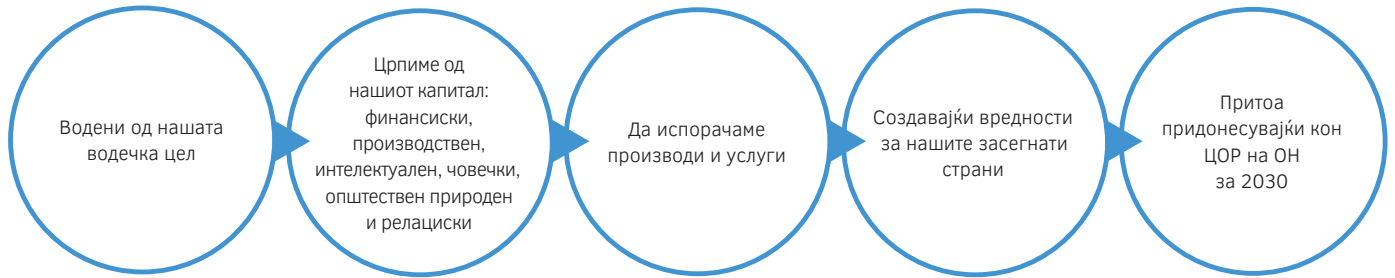 Водени од нашата
водечка цел
Црпиме од
нашиот капитал:
финансиски,
производствен,
интелектуален, човечки,
општествен природен
и релациски
Да испорачаме
производи и услуги
Создавајќи вредности
за нашите засегнати
страни
Притоа
придонесувајќи кон
ЦОР на ОН
за 2030